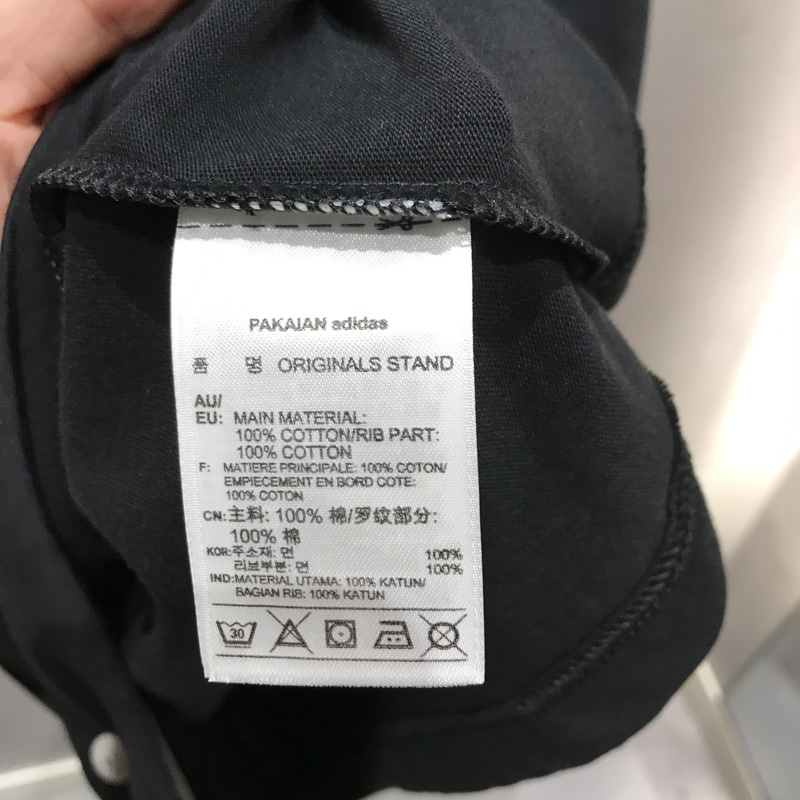 PAKAIAN adidas
품 명 ORIGINALS STAND
AU/
EU: MAIN MATERIAL:
100% COTTON/RIB PART:
100% COTTON
F: MATIERE PRINCIPALE: 100% COTON/
EMPIECEMENT EN BORD COTE:
100% COTON
CN: 主料: 100% 棉/罗纹部分:
100% 棉
KOR: 주소재: 면 100%
리브부분: 면 100%
IND: MATERIAL UTAMA: 100% KATUN/
BAGIAN RIB: 100% KATUN
30